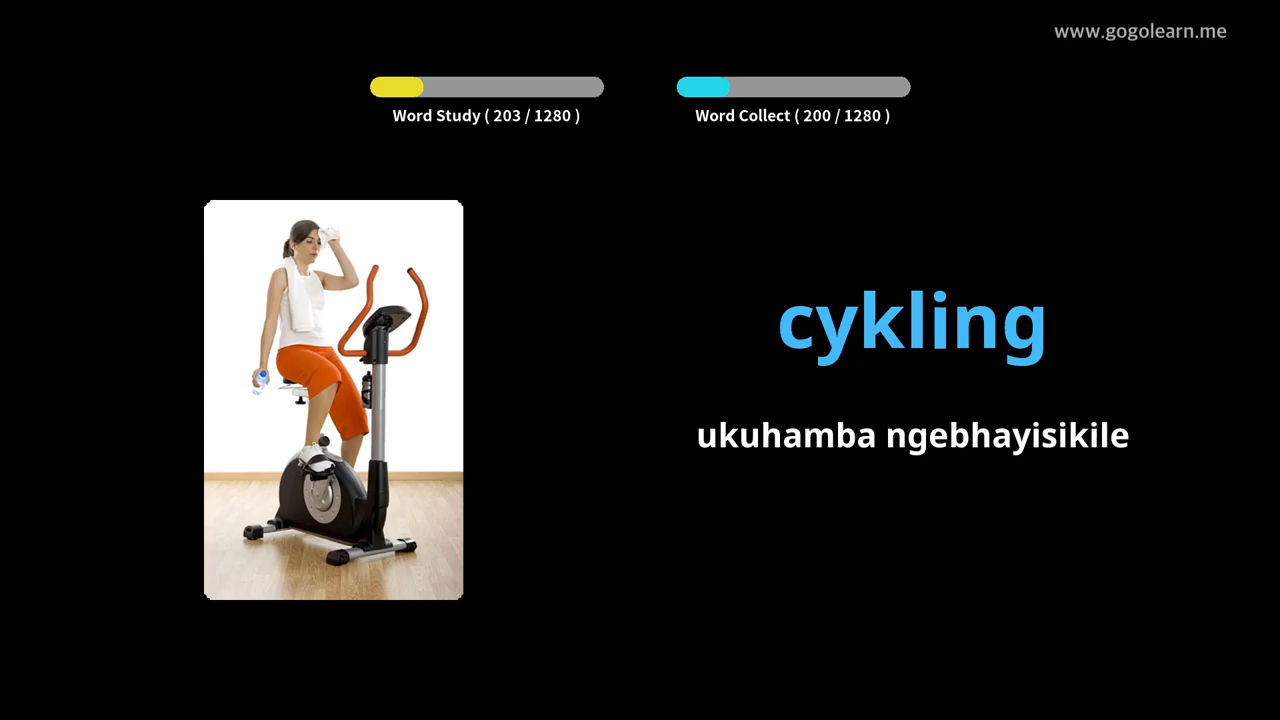 www.gogolearn.me
Word Study ( 203 / 1280 )
Word Collect ( 200 / 1280 )
cykling
ukuhamba ngebhayisikile